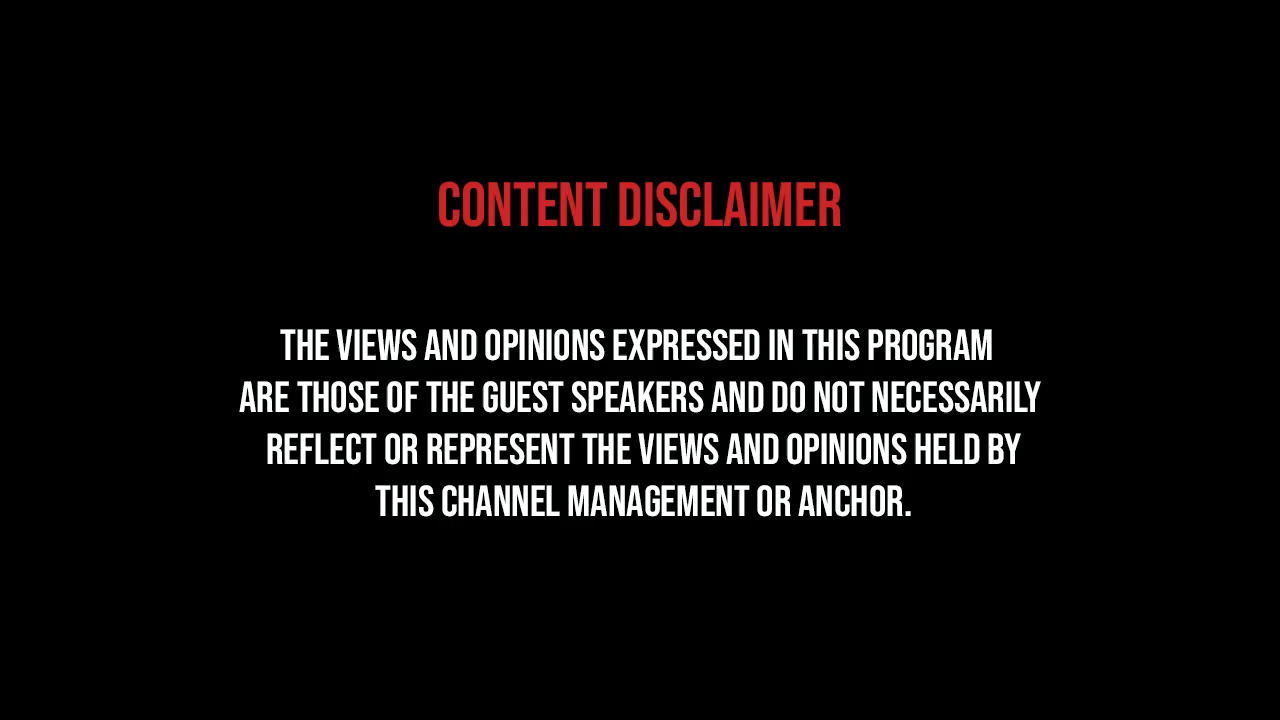 CONTENT DISCLAIMER
THE VIEWS AND OPINIONS EXPRESSED IN THIS PROGRAM
ARE THOSE OF THE GUEST SPEAKERS AND DO NOT NECESSARILY
REFLECT OR REPRESENT THE VIEWS AND OPINIONS HELD BY
THIS CHANNEL MANAGEMENT OR ANCHOR.